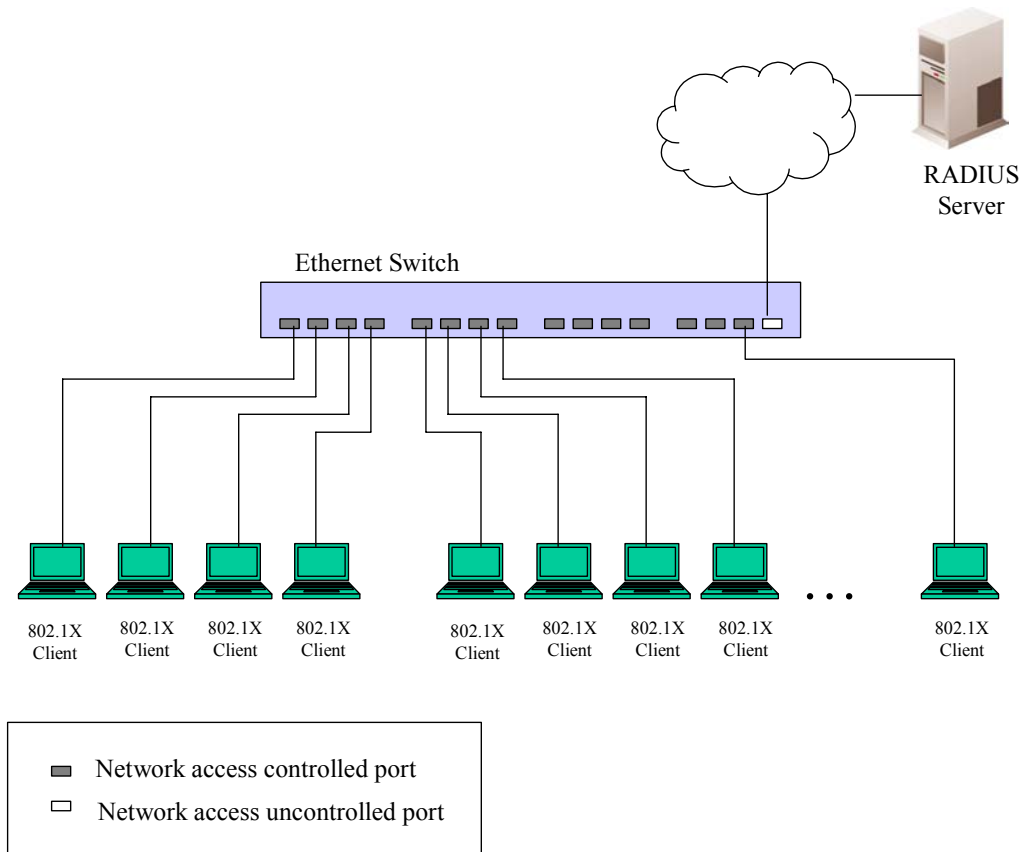 RADIUS
Server
Ethernet Switch
802.1X
Client
802.1X
Client
802.1X
Client
802.1X
Client
802.1X
Client
802.1X
Client
802.1X
Client
802.1X
Client
. . .
802.1X
Client
Network access controlled port
Network access uncontrolled port